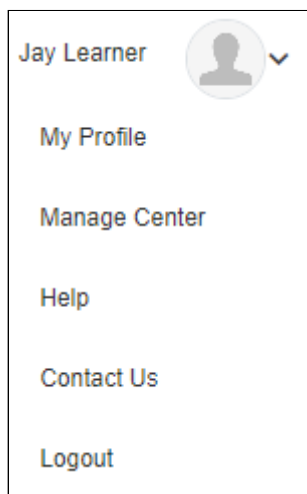 Jay Learner
My Profile
Manage Center
Help
Contact Us
Logout